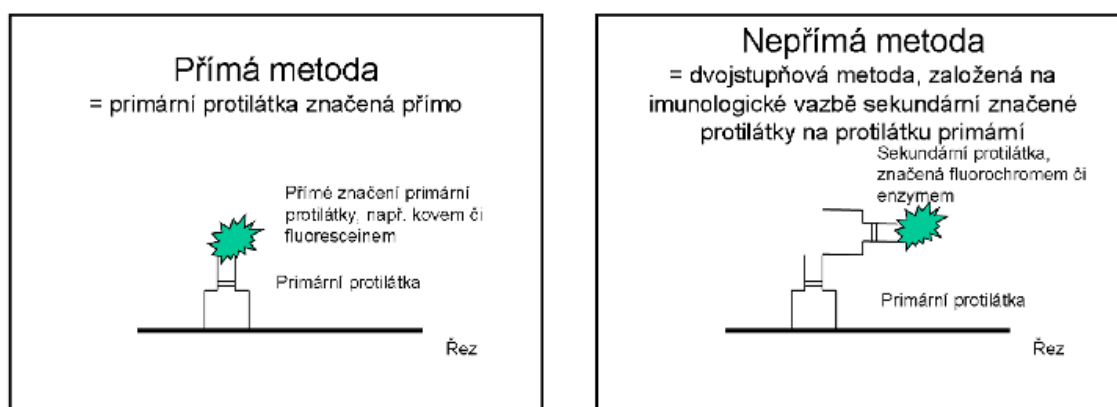 Přímá metoda
= primární protilátka značená přímo
Přímé značení primární
protilátky, např. kovem či
fluoresceinem
Primární protilátka
Řez
Nepřímá metoda
= dvojstupňová metoda, založená na
imunologické vazbě sekundární značené
protilátky na protilátku primární
Sekundární protilátka,
značená fluorochromem či
enzymem
Primární protilátka
Řez